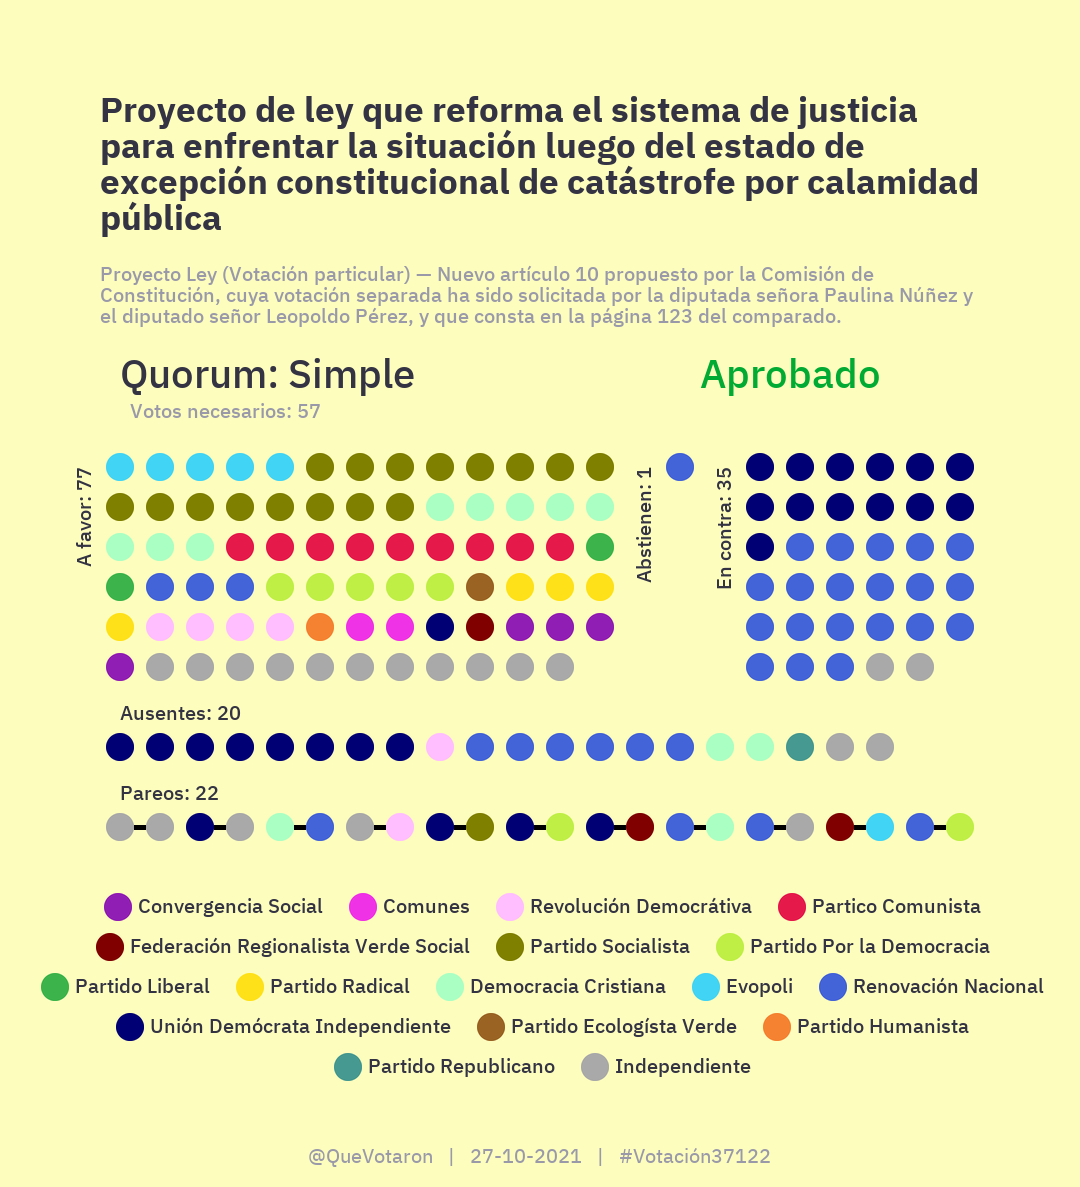 Proyecto de ley que reforma el sistema de justicia
para enfrentar la situación luego del estado de
excepción constitucional de catástrofe por calamidad
pública
Proyecto Ley (Votación particular) — Nuevo artículo 10 propuesto por la Comisión de
Constitución, cuya votación separada ha sido solicitada por la diputada señora Paulina Núñez y
el diputado señor Leopoldo Pérez, y que consta en la página 123 del comparado.
Quorum: Simple
Aprobado
Votos necesarios: 57
A favor: 77
Abstienen: 1
En contra: 35
Ausentes: 20
Pareos: 22
Convergencia Social
Comunes
Revolución Democrátiva
Partico Comunista
Federación Regionalista Verde Social
Partido Socialista
Partido Por la Democracia
Partido Liberal
Partido Radical
Democracia Cristiana
Evopoli
Renovación Nacional
Unión Demócrata Independiente
Partido Ecologísta Verde
Partido Humanista
Partido Republicano
Independiente
@QueVotaron | 27-10-2021 | #Votación37122